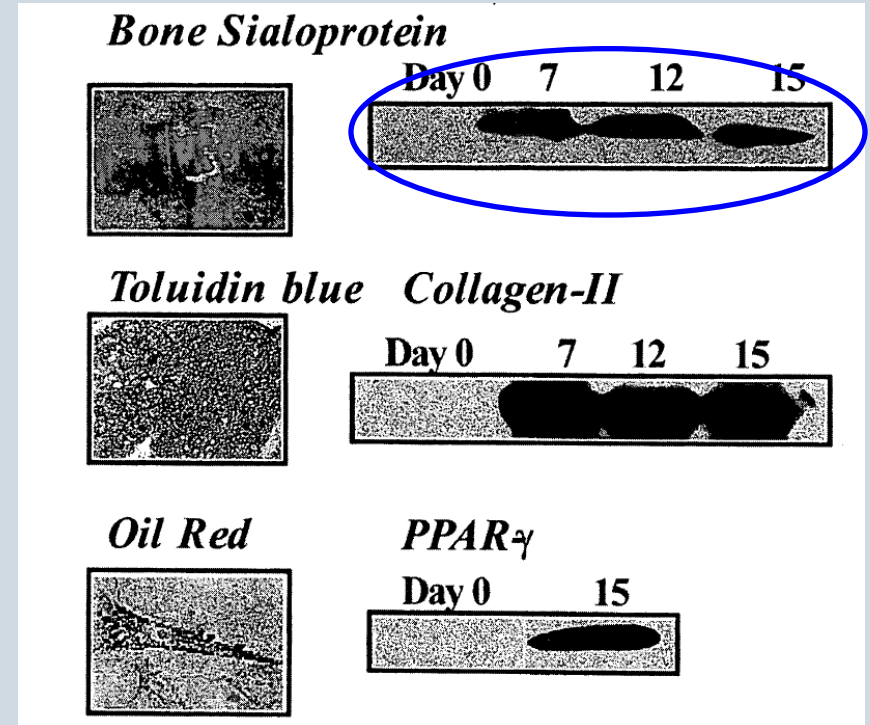 Bone Sialoprotein
Day 0 7 12 15
Toluidin blue Collagen-II
Day 0 7 12 15
Oil Red PPARγ
Day 0 15